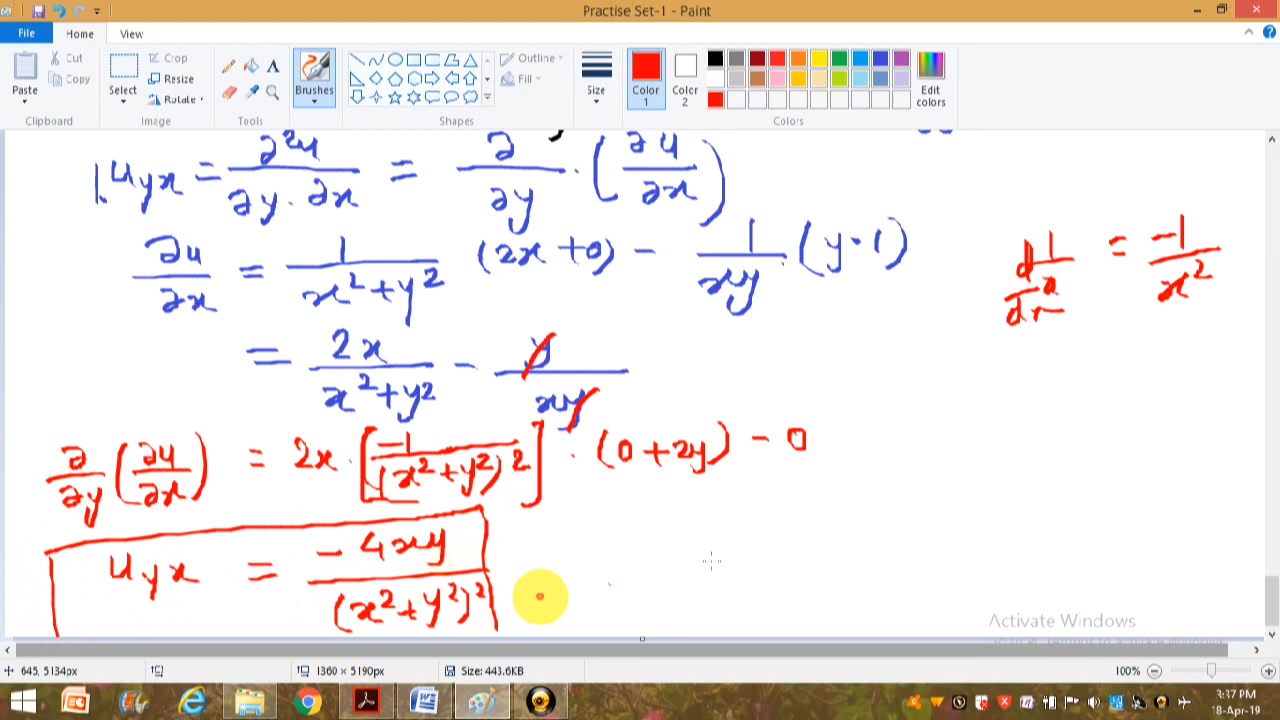 Practise Set-1 - Paint
File Home View
Paste Cut Copy Select Crop Resize Rotate Brushes Outline Fill Size Color 1 Color 2 Edit colors
Clipboard Image Tools Shapes Colors
1. uyx = ∂²u/∂y.∂x = ∂/∂y . (∂u/∂x)
∂u/∂x = 1/x²+y² (2x+0) - 1/xy (y.1)
d/dx 1/x = -1/x²
= 2x/x²+y² - y/xy
∂/∂y (∂u/∂x) = 2x . [-1/(x²+y²)²] . (0+2y) - 0
uyx = -4xy/(x²+y²)²
Activate Windows
645, 5134px 1360 × 5190px Size: 443.6KB 100%
3:37 PM
18-Apr-19